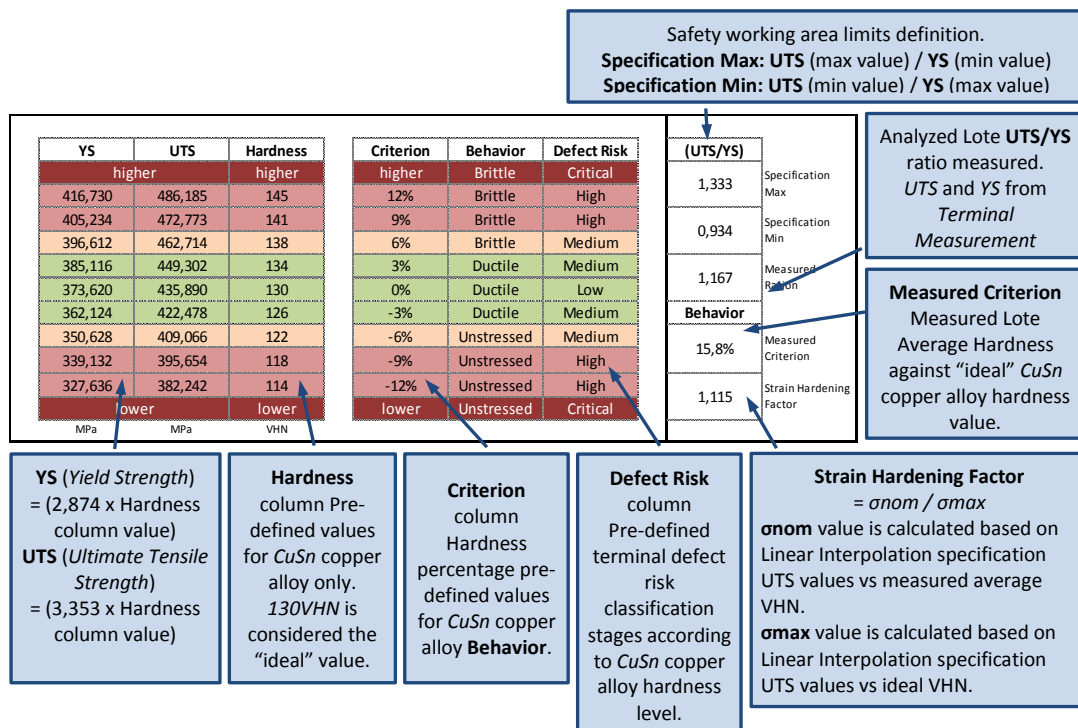 Safety working area limits definition.
Specification Max: UTS (max value) / YS (min value)
Specification Min: UTS (min value) / YS (max value)
YS UTS Hardness
higher higher
416,730 486,185 145
405,234 472,773 141
396,612 462,714 138
385,116 449,302 134
373,620 435,890 130
362,124 422,478 126
350,628 409,066 122
339,132 395,654 118
327,636 382,242 114
lower lower
MPa MPa VHN
Criterion Behavior Defect Risk
higher Brittle Critical
12% Brittle High
9% Brittle High
6% Brittle Medium
3% Ductile Medium
0% Ductile Low
-3% Ductile Medium
-6% Unstressed Medium
-9% Unstressed High
-12% Unstressed High
lower Unstressed Critical
(UTS/YS)
1,333 Specification
Max
0,934 Specification
Min
1,167 Measured
Ration
Behavior
15,8% Measured
Criterion
1,115 Strain Hardening
Factor
Analyzed Lote UTS/YS
ratio measured.
UTS and YS from
Terminal
Measurement
Measured Criterion
Measured Lote
Average Hardness
against “ideal” CuSn
copper alloy hardness
value.
YS (Yield Strength)
= (2,874 x Hardness
column value)
UTS (Ultimate Tensile
Strength)
= (3,353 x Hardness
column value)
Hardness
column Pre-
defined values
for CuSn copper
alloy only.
130VHN is
considered the
“ideal” value.
Criterion
column
Hardness
percentage pre-
defined values
for CuSn copper
alloy Behavior.
Defect Risk
column
Pre-defined
terminal defect
risk
classification
stages according
to CuSn copper
alloy hardness
level.
Strain Hardening Factor
= σnom / σmax
σnom value is calculated based on
Linear Interpolation specification
UTS values vs measured average
VHN.
σmax value is calculated based on
Linear Interpolation specification
UTS values vs ideal VHN.